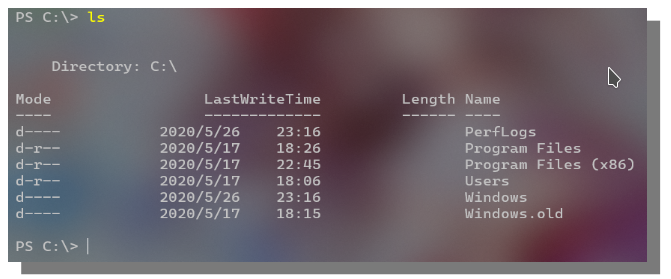 PS C:\> ls
Directory: C:\
Mode                LastWriteTime         Length Name
----                -------------         ------ ----
d----         2020/5/26    23:16                PerfLogs
d-r--         2020/5/17    18:26                Program Files
d-r--         2020/5/17    22:45                Program Files (x86)
d-r--         2020/5/17    18:06                Users
d----         2020/5/26    23:16                Windows
d----         2020/5/17    18:15                Windows.old
PS C:\>